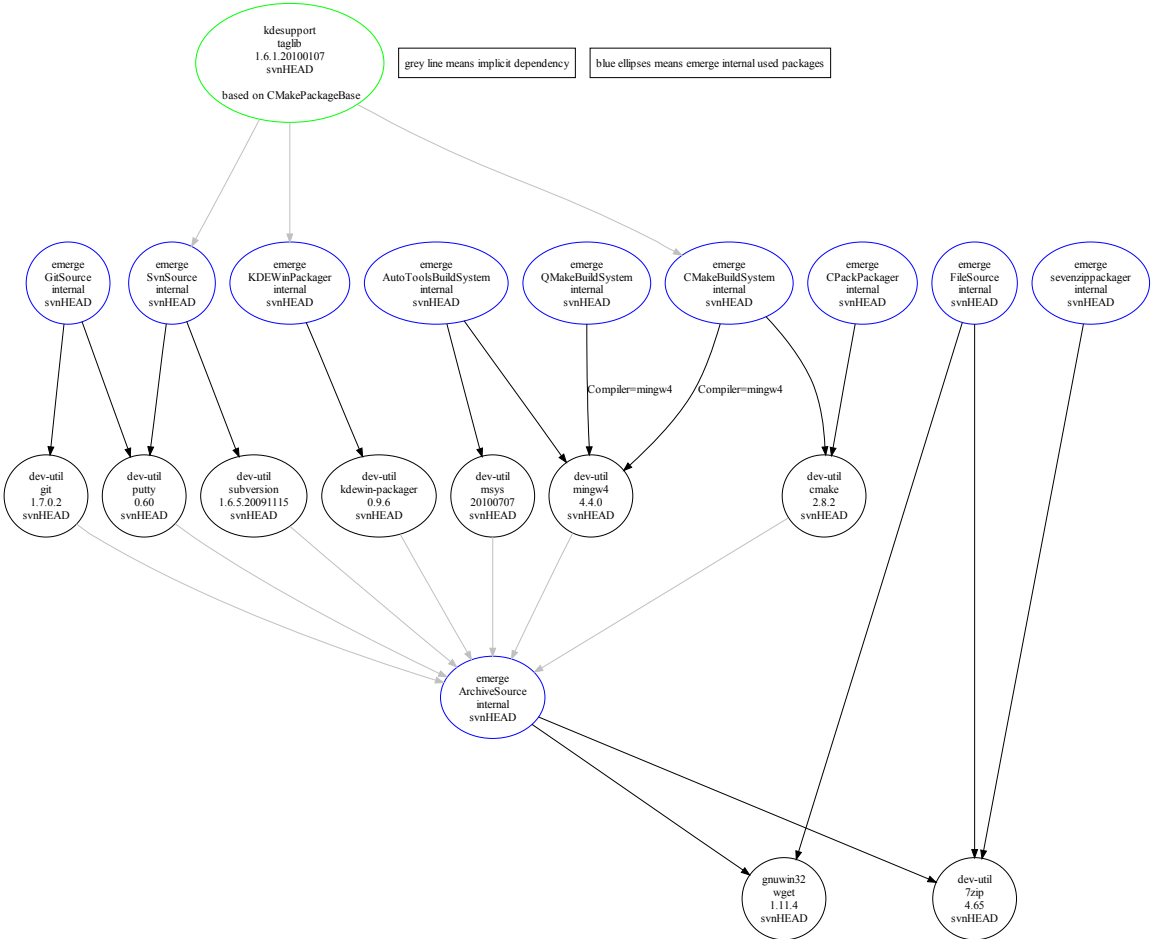 kdesupport
taglib
1.6.1.20100107
svnHEAD
based on CMakePackageBase
grey line means implicit dependency
blue ellipses means emerge internal used packages
emerge
GitSource
internal
svnHEAD
emerge
SvnSource
internal
svnHEAD
emerge
KDEWinPackager
internal
svnHEAD
emerge
AutoToolsBuildSystem
internal
svnHEAD
emerge
QMakeBuildSystem
internal
svnHEAD
emerge
CMakeBuildSystem
internal
svnHEAD
emerge
CPackPackager
internal
svnHEAD
emerge
FileSource
internal
svnHEAD
emerge
sevenzippackager
internal
svnHEAD
Compiler=mingw4
Compiler=mingw4
dev-util
git
1.7.0.2
svnHEAD
dev-util
putty
0.60
svnHEAD
dev-util
subversion
1.6.5.20091115
svnHEAD
dev-util
kdewin-packager
0.9.6
svnHEAD
dev-util
msys
20100707
svnHEAD
dev-util
mingw4
4.4.0
svnHEAD
dev-util
cmake
2.8.2
svnHEAD
emerge
ArchiveSource
internal
svnHEAD
gnuwin32
wget
1.11.4
svnHEAD
dev-util
7zip
4.65
svnHEAD